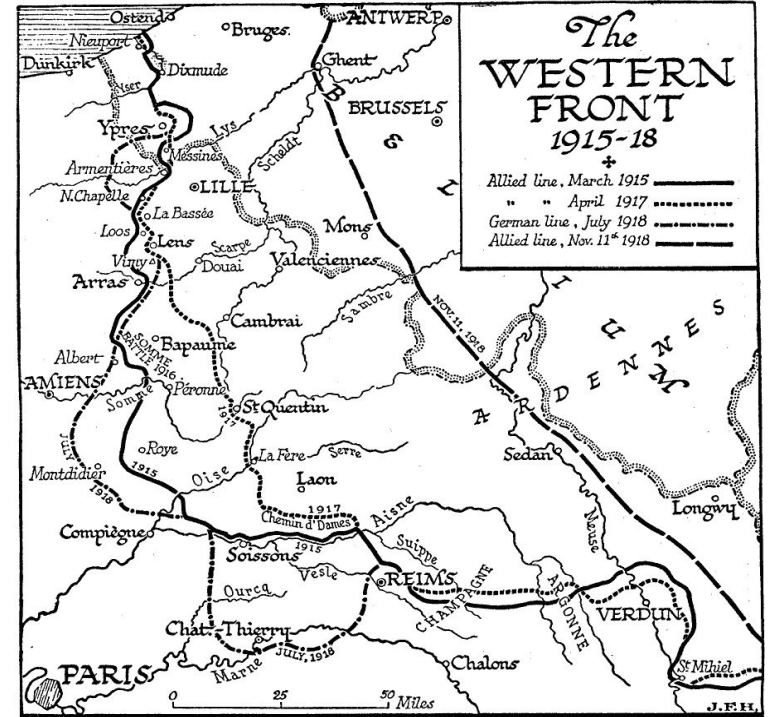 The
WESTERN
FRONT
1915-18
Allied line, March 1915
„ „ April 1917
German line, July 1918
Allied line, Nov. 11th 1918
Ostend
Bruges.
ANTWERP
Nieuport
Dunkirk
Dixmude
Ghent
Yser
BRUSSELS
Ypres
Lys
Messines
Scheldt
Armentières
LILLE
N. Chapelle
La Bassée
Loos
Lens
Mons
Scarpe
Vimy
Douai
Valenciennes
Arras
BELGIUM
Sambre
NOV. 11, 1918
Cambrai
SOMME
BATTLE 1916
Bapaume
Albert
AMIENS
Somme
Péronne
ARDENNES
1917
St Quentin
JULY
1918
Roye
1915
Oise
La Fère
Serre
Sedan
Montdidier
Laon
Longwy
1917
Chemin d'Dames
Aisne
Meuse
Compiègne
1915
Soissons
Suippe
Vesle
REIMS
Ourcq
CHAMPAGNE
ARGONNE
VERDUN
Chat.-Thierry
JULY, 1918
Marne
Chalons
St Mihiel
PARIS
0 25 50 Miles
J.F.H.